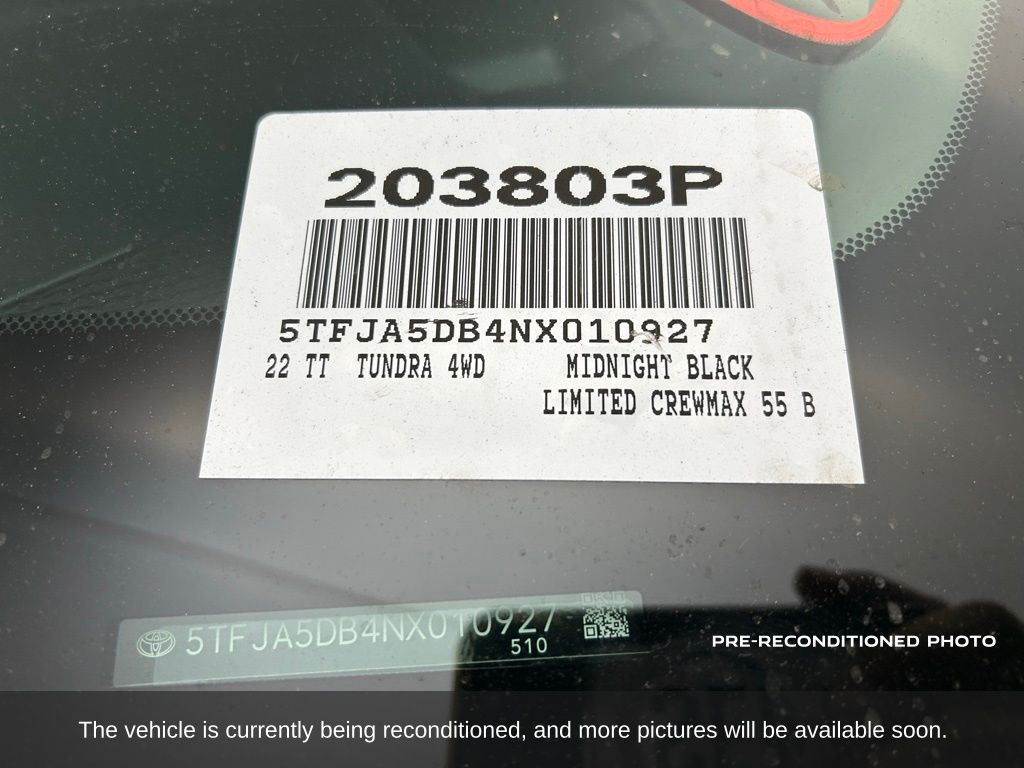 203803P
5TFJA5DB4NX010927
22 TT TUNDRA 4WD MIDNIGHT BLACK
LIMITED CREWMAX 55 B
5TFJA5DB4NX010927
510
PRE-RECONDITIONED PHOTO
The vehicle is currently being reconditioned, and more pictures will be available soon.